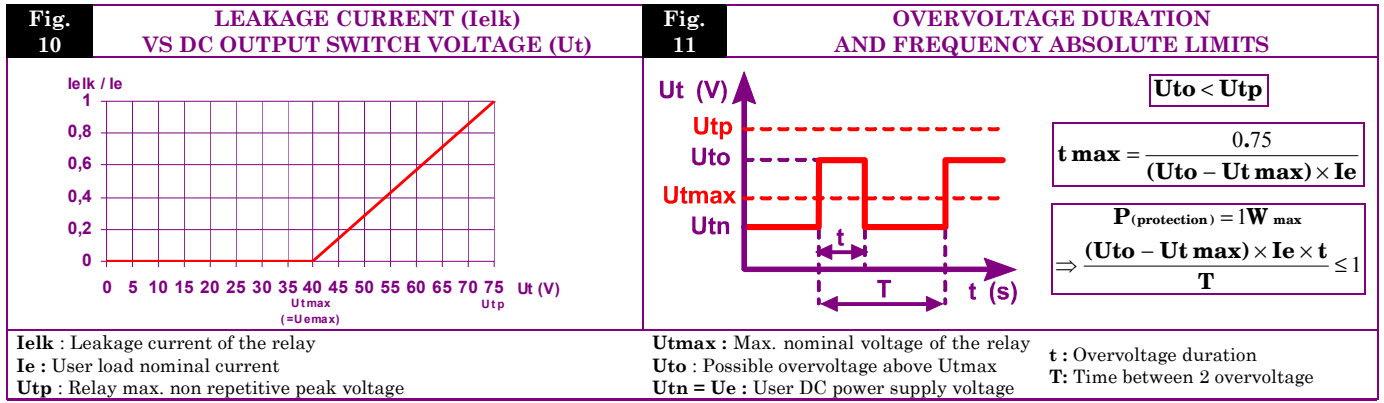 Fig. 10
LEAKAGE CURRENT (Ielk)
VS DC OUTPUT SWITCH VOLTAGE (Ut)
Ielk / Ie
1
0,8
0,6
0,4
0,2
0
0 5 10 15 20 25 30 35 40 45 50 55 60 65 70 75 Ut (V)
Utmax Utp
(=Uemax)
Ielk : Leakage current of the relay
Ie : User load nominal current
Utp : Relay max. non repetitive peak voltage
Fig. 11
OVERVOLTAGE DURATION
AND FREQUENCY ABSOLUTE LIMITS
Ut (V)
Utp
Uto
Utmax
Utn
t
T
t (s)
Uto < Utp
t max = 0.75 / (Uto − Ut max) × Ie
P(protection) = 1W max
⇒ (Uto − Ut max) × Ie × t / T ≤ 1
Utmax : Max. nominal voltage of the relay
Uto : Possible overvoltage above Utmax
Utn = Ue : User DC power supply voltage
t : Overvoltage duration
T: Time between 2 overvoltage